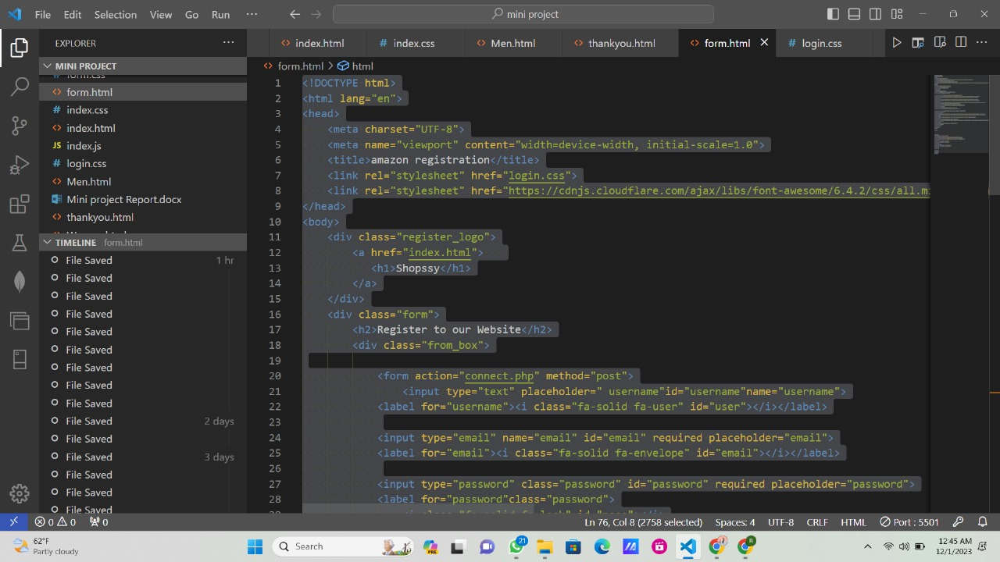 File Edit Selection View Go Run ··· mini project
EXPLORER ···
index.html
index.css
Men.html
thankyou.html
form.html
login.css
MINI PROJECT
form.css
form.html
index.css
index.html
JS index.js
login.css
Men.html
Mini project Report.docx
thankyou.html
TIMELINE form.html
File Saved 1 hr
File Saved
File Saved
File Saved
File Saved
File Saved
File Saved
File Saved
File Saved
File Saved 2 days
File Saved
File Saved 3 days
File Saved
File Saved
File Saved
form.html > html
1 <!DOCTYPE html>
2 <html lang="en">
3 <head>
4 <meta charset="UTF-8">
5 <meta name="viewport" content="width=device-width, initial-scale=1.0">
6 <title>amazon registration</title>
7 <link rel="stylesheet" href="login.css">
8 <link rel="stylesheet" href="https://cdnjs.cloudflare.com/ajax/libs/font-awesome/6.4.2/css/all.mi
9 </head>
10 <body>
11 <div class="register_logo">
12 <a href="index.html">
13 <h1>Shopssy</h1>
14 </a>
15 </div>
16 <div class="form">
17 <h2>Register to our Website</h2>
18 <div class="from_box">
19
20 <form action="connect.php" method="post">
21 <input type="text" placeholder=" username"id="username"name="username">
22 <label for="username"><i class="fa-solid fa-user" id="user"></i></label>
23
24 <input type="email" name="email" id="email" required placeholder="email">
25 <label for="email"><i class="fa-solid fa-envelope" id="email"></i></label>
26
27 <input type="password" class="password" id="password" required placeholder="password">
28 <label for="password"class="password">
Ln 76, Col 8 (2758 selected) Spaces: 4 UTF-8 CRLF HTML Port : 5501
0 0 0
62°F
Partly cloudy
Search
PRE
21
R
12:45 AM
12/1/2023